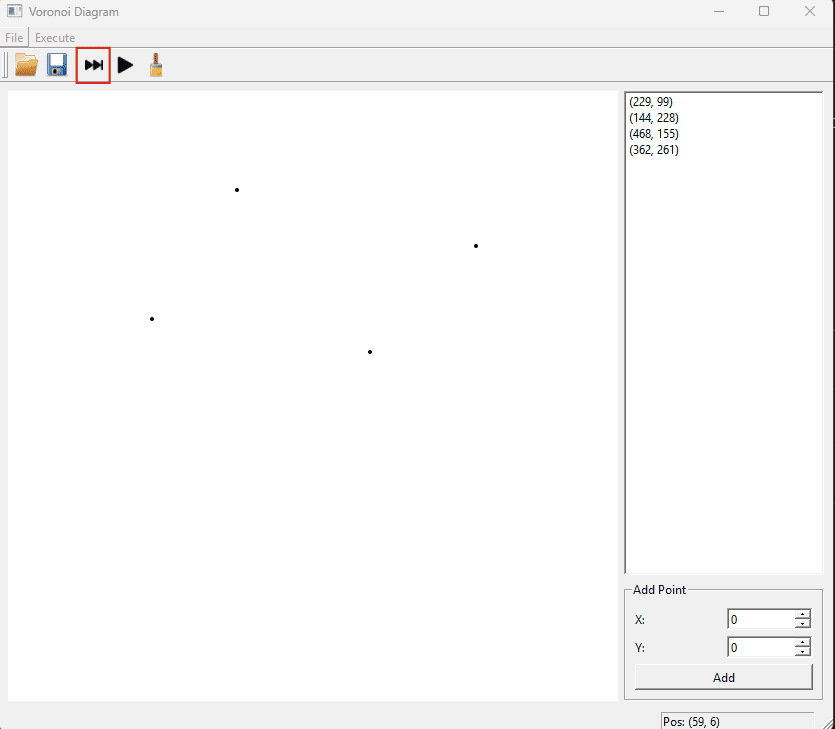 Voronoi Diagram
File Execute
(229, 99)
(144, 228)
(468, 155)
(362, 261)
Add Point
X: 0
Y: 0
Add
Pos: (59, 6)